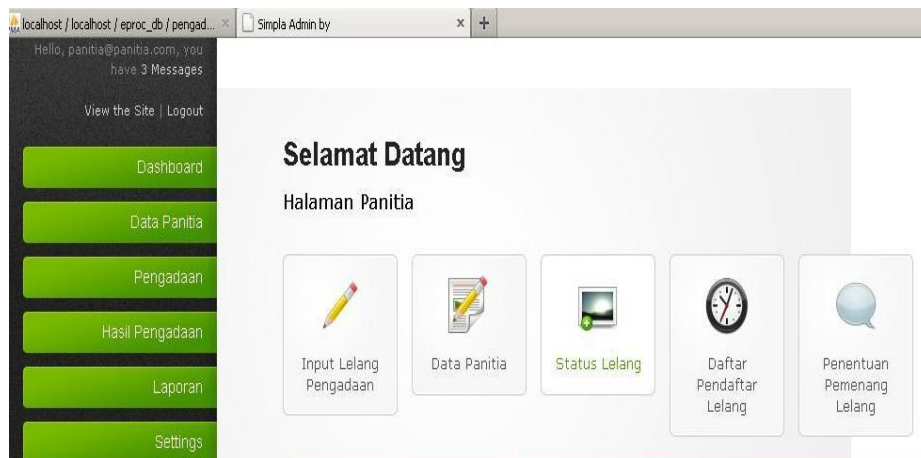 localhost / localhost / eproc_db / pengad...
Simpla Admin by
Hello, panitia@panitia.com, you
have 3 Messages
View the Site | Logout
Dashboard
Data Panitia
Pengadaan
Hasil Pengadaan
Laporan
Settings
Selamat Datang
Halaman Panitia
Input Lelang
Pengadaan
Data Panitia
Status Lelang
Daftar
Pendaftar
Lelang
Penentuan
Pemenang
Lelang